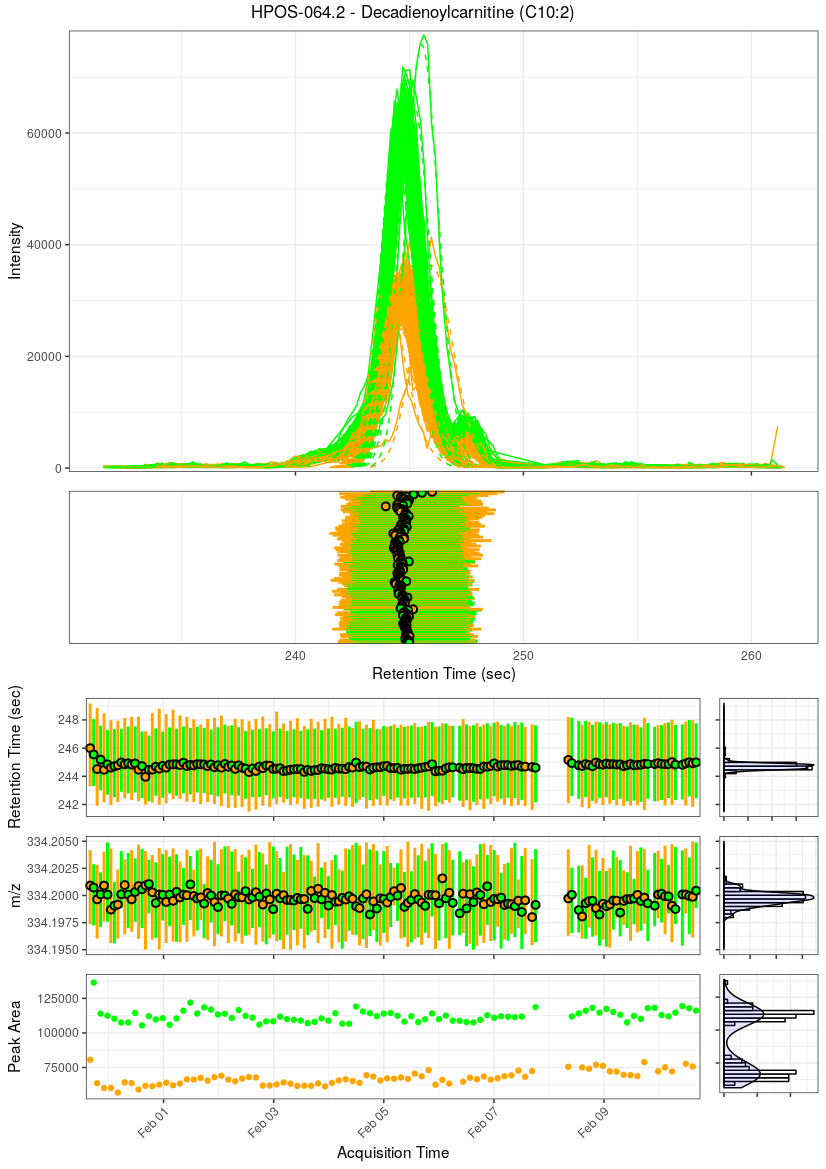 HPOS-064.2 - Decadienoylcarnitine (C10:2)
Intensity
60000
40000
20000
0
240
250
260
Retention Time (sec)
Retention Time (sec)
248
246
244
242
m/z
334.2050
334.2025
334.2000
334.1975
334.1950
Peak Area
125000
100000
75000
Feb 01
Feb 03
Feb 05
Feb 07
Feb 09
Acquisition Time